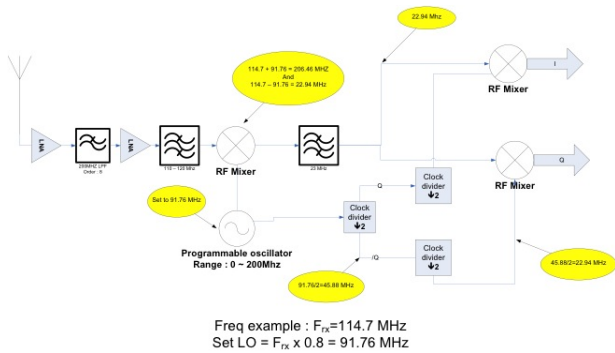 22.94 Mhz
114.7 + 91.76 = 206.46 MHZ
And
114.7 – 91.76 = 22.94 MHz
I
RF Mixer
LNA
LNA
200MHZ LPF
Order : 9
110 – 120 Mhz
RF Mixer
23 MHz
Q
RF Mixer
Set to 91.76 MHz
Q
Clock
divider
↓2
Clock
divider
↓2
Programmable oscillator
Range : 0 ~ 200Mhz
/Q
Clock
divider
↓2
91.76/2=45.88 MHz
45.88/2=22.94 MHz
Freq example : Frx=114.7 MHz
Set LO = Frx x 0.8 = 91.76 MHz